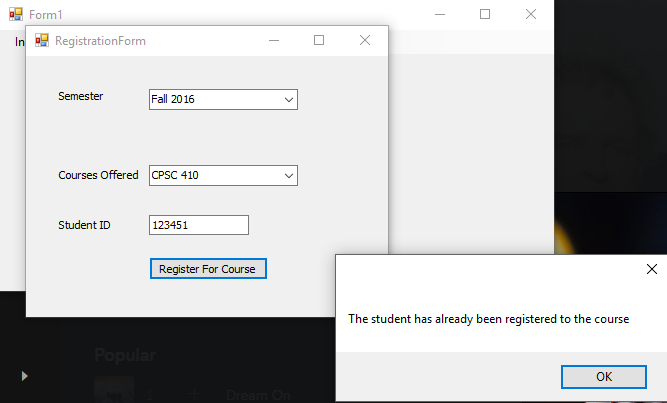 Form1
In
RegistrationForm
Semester
Fall 2016
Courses Offered
CPSC 410
Student ID
123451
Register For Course
The student has already been registered to the course
OK
Popular
Dream On